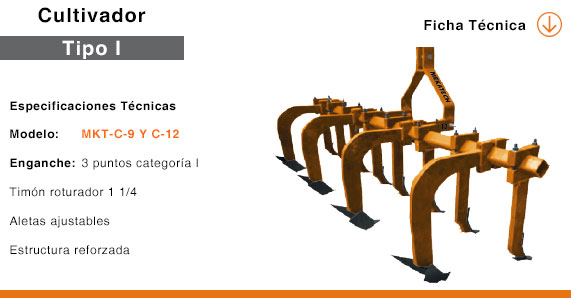 Cultivador
Ficha Técnica
Tipo I
Especificaciones Técnicas
Modelo: MKT-C-9 Y C-12
Enganche: 3 puntos categoría I
Timón roturador 1 1/4
Aletas ajustables
Estructura reforzada
MEKATECH